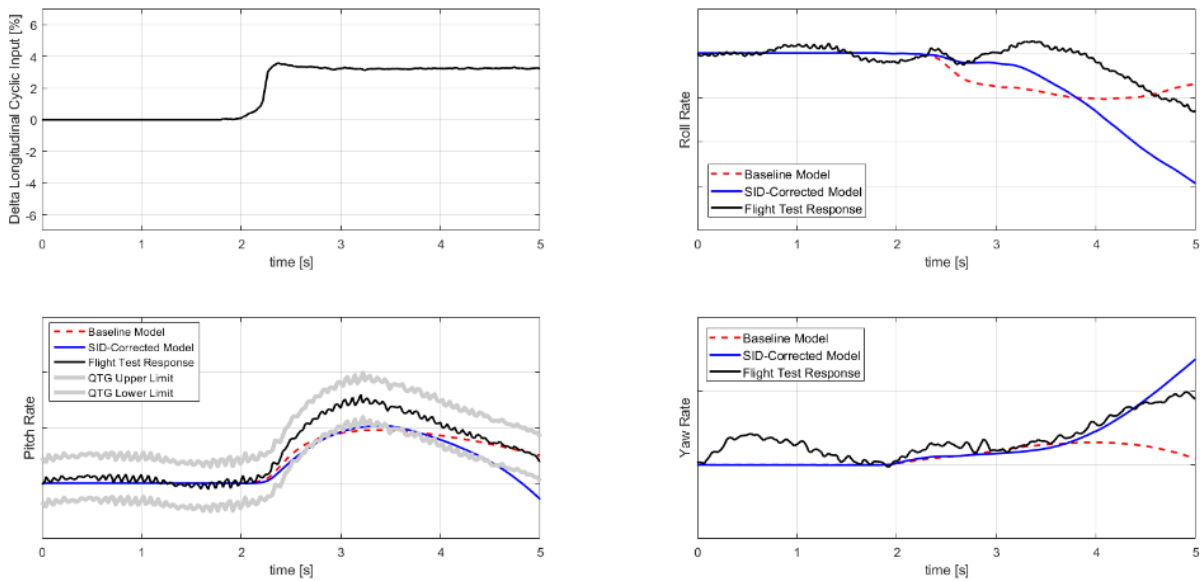 Delta Longitudinal Cyclic Input [%]
6
4
2
0
-2
-4
-6
0 1 2 3 4 5
time [s]
Roll Rate
Baseline Model
SID-Corrected Model
Flight Test Response
0 1 2 3 4 5
time [s]
Pitch Rate
Baseline Model
SID-Corrected Model
Flight Test Response
QTG Upper Limit
QTG Lower Limit
0 1 2 3 4 5
time [s]
Yaw Rate
Baseline Model
SID-Corrected Model
Flight Test Response
0 1 2 3 4 5
time [s]